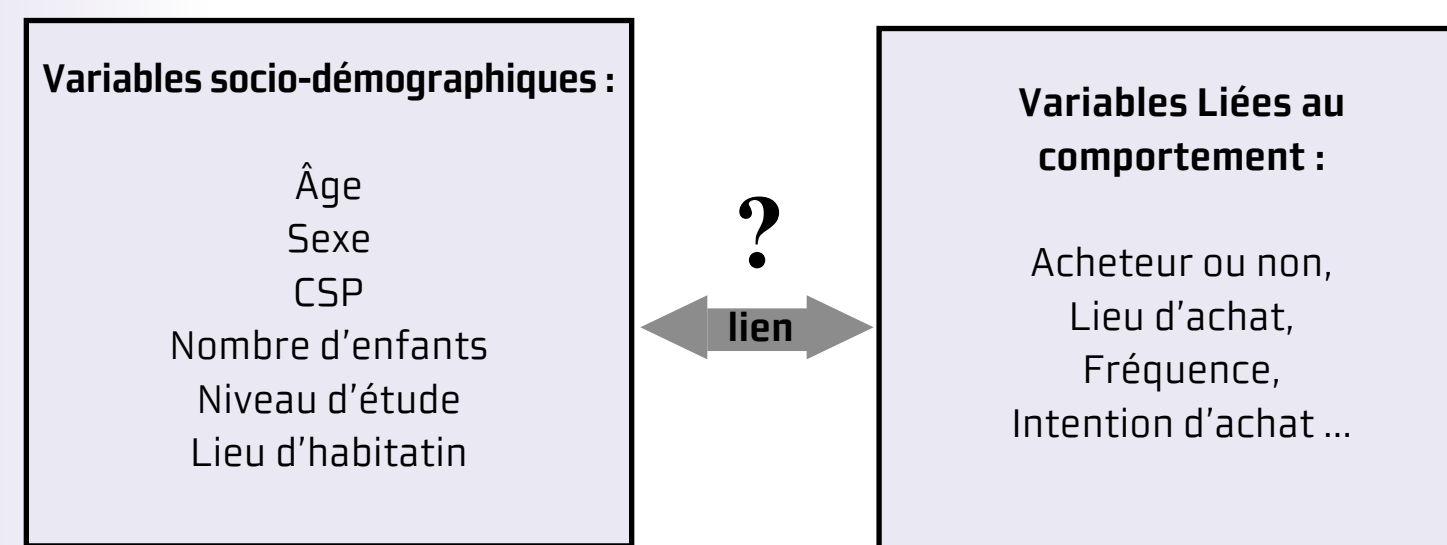 Variables socio-démographiques :
Âge
Sexe
CSP
Nombre d'enfants
Niveau d'étude
Lieu d'habitatin
?
lien
Variables Liées au
comportement :
Acheteur ou non,
Lieu d'achat,
Fréquence,
Intention d'achat ...